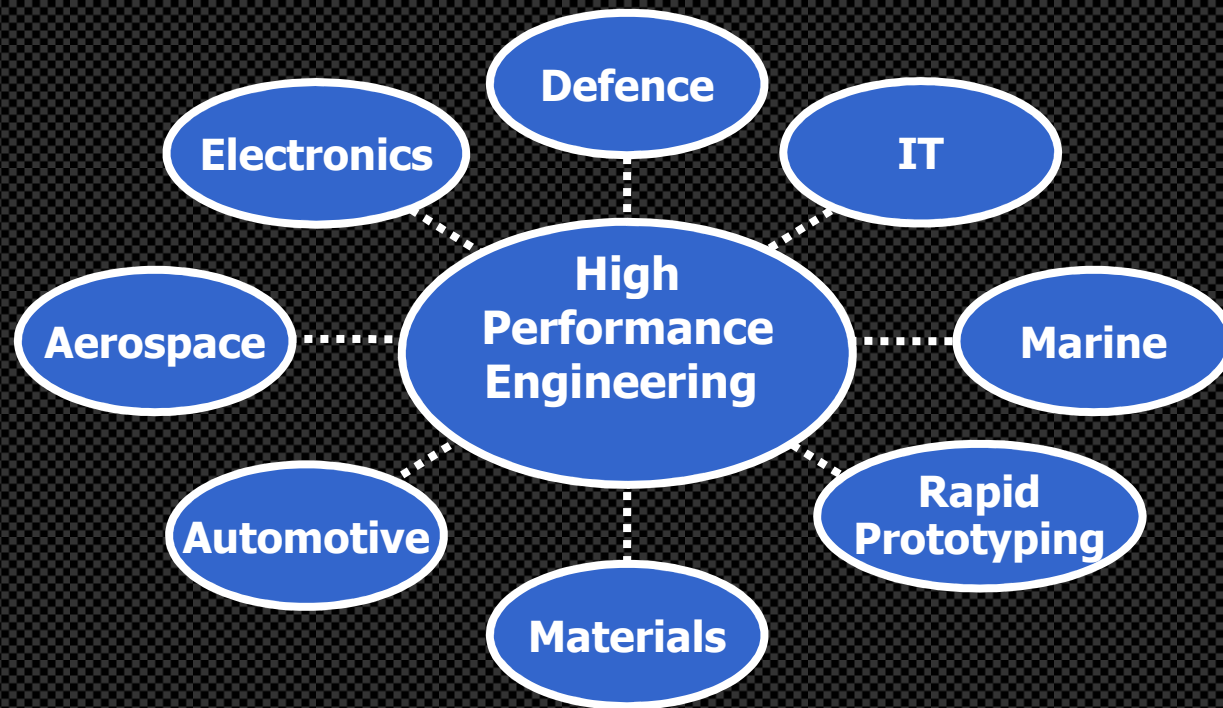 Defence
Electronics
IT
High
Performance
Engineering
Aerospace
Marine
Rapid
Prototyping
Automotive
Materials